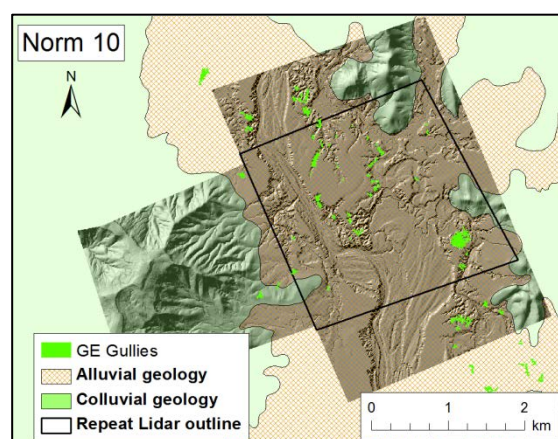 Norm 10
N
GE Gullies
Alluvial geology
Colluvial geology
Repeat Lidar outline
0 1 2
km